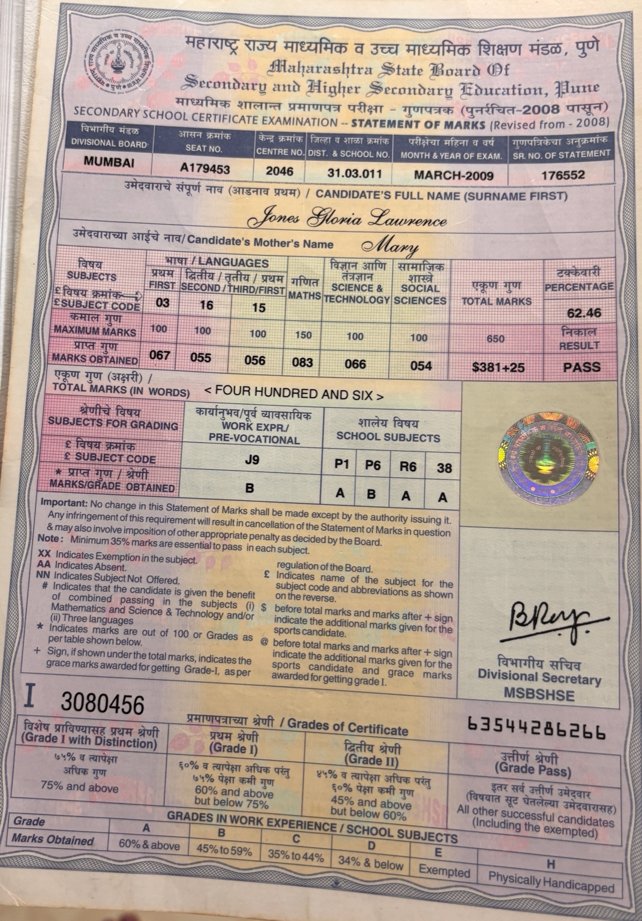 महाराष्ट्र राज्य माध्यमिक व उच्च माध्यमिक शिक्षण मंडळ, पुणे
Maharashtra State Board Of
Secondary and Higher Secondary Education, Pune
माध्यमिक शालान्त प्रमाणपत्र परीक्षा - गुणपत्रक (पुनर्रचित-2008 पासून)
SECONDARY SCHOOL CERTIFICATE EXAMINATION -- STATEMENT OF MARKS (Revised from - 2008)
विभागीय मंडळ आसन क्रमांक केन्द्र क्रमांक जिल्हा व शाळा क्रमांक परीक्षेचा महिना व वर्ष गुणपत्रिकेचा अनुक्रमांक
DIVISIONAL BOARD SEAT NO. CENTRE NO. DIST. & SCHOOL NO. MONTH & YEAR OF EXAM. SR. NO. OF STATEMENT
MUMBAI A179453 2046 31.03.011 MARCH-2009 176552
उमेदवाराचे संपूर्ण नाव (आडनाव प्रथम) / CANDIDATE'S FULL NAME (SURNAME FIRST)
Jones Gloria Lawrence
उमेदवाराच्या आईचे नाव/ Candidate's Mother's Name Mary
विषय भाषा / LANGUAGES गणित विज्ञान आणि तंत्रज्ञान सामाजिक शास्त्रे एकूण गुण टक्केवारी
SUBJECTS प्रथम द्वितीय / तृतीय / प्रथम MATHS SCIENCE & TECHNOLOGY SOCIAL SCIENCES TOTAL MARKS PERCENTAGE
FIRST SECOND / THIRD/FIRST
£ विषय क्रमांक
£ SUBJECT CODE 03 16 15 62.46
कमाल गुण निकाल
MAXIMUM MARKS 100 100 100 150 100 100 650 RESULT
प्राप्त गुण
MARKS OBTAINED 067 055 056 083 066 054 $381+25 PASS
एकूण गुण (अक्षरी) /
TOTAL MARKS (IN WORDS) < FOUR HUNDRED AND SIX >
श्रेणीचे विषय कार्यानुभव/पूर्व व्यावसायिक शालेय विषय
SUBJECTS FOR GRADING WORK EXPR./ PRE-VOCATIONAL SCHOOL SUBJECTS
£ विषय क्रमांक
£ SUBJECT CODE J9 P1 P6 R6 38
* प्राप्त गुण / श्रेणी
MARKS/GRADE OBTAINED B A B A A
Important: No change in this Statement of Marks shall be made except by the authority issuing it.
Any infringement of this requirement will result in cancellation of the Statement of Marks in question
& may also involve imposition of other appropriate penalty as decided by the Board.
Note : Minimum 35% marks are essential to pass in each subject.
XX Indicates Exemption in the subject.
AA Indicates Absent.
NN Indicates Subject Not Offered.
# Indicates that the candidate is given the benefit
of combined passing in the subjects (i)
Mathematics and Science & Technology and/or
(ii) Three languages
* Indicates marks are out of 100 or Grades as
per table shown below.
+ Sign, if shown under the total marks, indicates the
grace marks awarded for getting Grade-I, as per
regulation of the Board.
£ Indicates name of the subject for the
subject code and abbreviations as shown
on the reverse.
$ before total marks and marks after + sign
indicate the additional marks given for the
sports candidate.
@ before total marks and marks after + sign
indicate the additional marks given for the
sports candidate and grace marks
awarded for getting grade I.
विभागीय सचिव
Divisional Secretary
MSBSHSE
I 3080456
63544286266
प्रमाणपत्राच्या श्रेणी / Grades of Certificate
विशेष प्राविण्यासह प्रथम श्रेणी
(Grade I with Distinction)
७५% व त्यापेक्षा
अधिक गुण
75% and above
प्रथम श्रेणी
(Grade I)
६०% व त्यापेक्षा अधिक परंतु
७५% पेक्षा कमी गुण
60% and above
but below 75%
द्वितीय श्रेणी
(Grade II)
४५% व त्यापेक्षा अधिक परंतु
६०% पेक्षा कमी गुण
45% and above
but below 60%
उत्तीर्ण श्रेणी
(Grade Pass)
इतर सर्व उत्तीर्ण उमेदवार
(विषयात सूट घेतलेल्या उमेदवारासह)
All other successful candidates
(Including the exempted)
GRADES IN WORK EXPERIENCE / SCHOOL SUBJECTS
Grade A B C D E H
Marks Obtained 60% & above 45% to 59% 35% to 44% 34% & below Exempted Physically Handicapped